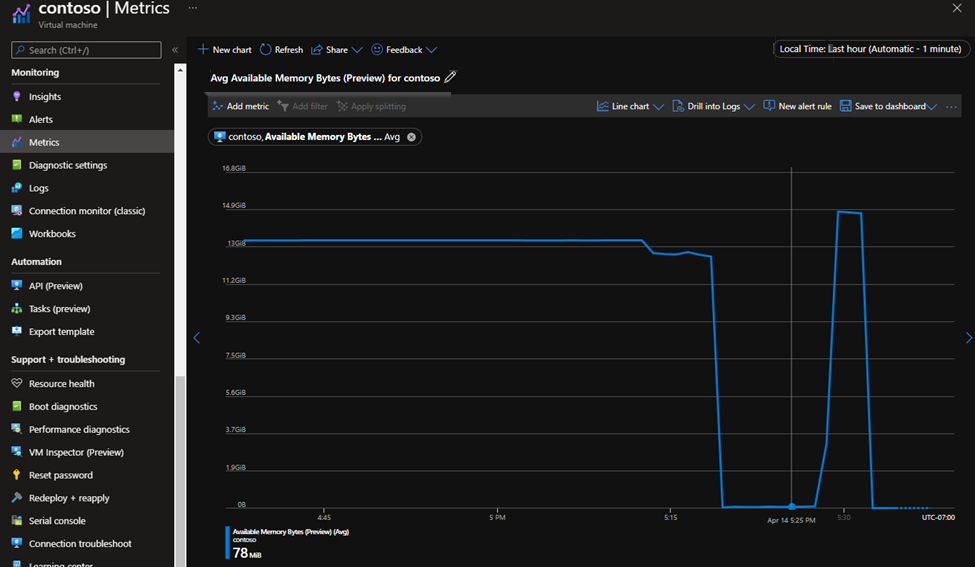 contoso | Metrics ...
Virtual machine
Search (Ctrl+/)
«
Monitoring
Insights
Alerts
Metrics
Diagnostic settings
Logs
Connection monitor (classic)
Workbooks
Automation
API (Preview)
Tasks (preview)
Export template
Support + troubleshooting
Resource health
Boot diagnostics
Performance diagnostics
VM Inspector (Preview)
Reset password
Redeploy + reapply
Serial console
Connection troubleshoot
Learning center
New chart Refresh Share Feedback
Local Time: Last hour (Automatic - 1 minute)
Avg Available Memory Bytes (Preview) for contoso
Add metric Add filter Apply splitting
Line chart Drill into Logs New alert rule Save to dashboard ...
contoso, Available Memory Bytes ... Avg
16.8GiB
14.9GiB
13GiB
11.2GiB
9.3GiB
7.5GiB
5.6GiB
3.7GiB
1.9GiB
0B
4:45 5 PM 5:15 Apr 14 5:25 PM 5:30 UTC-07:00
Available Memory Bytes (Preview) (Avg)
contoso
78 MiB